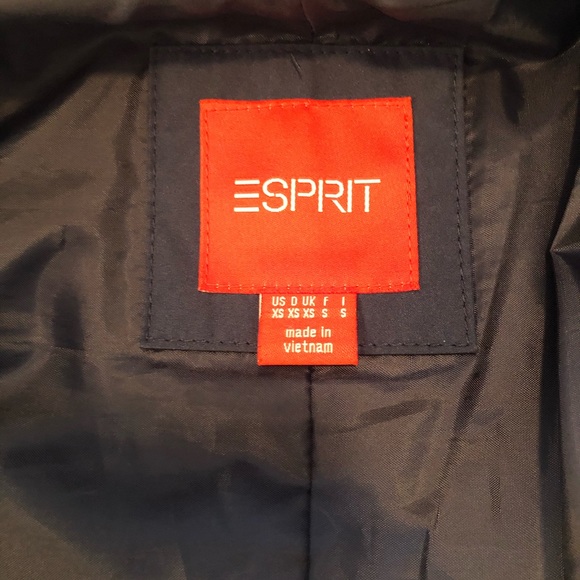 ESPRIT
US D UK F I
XS XS XS S S
made in
vietnam